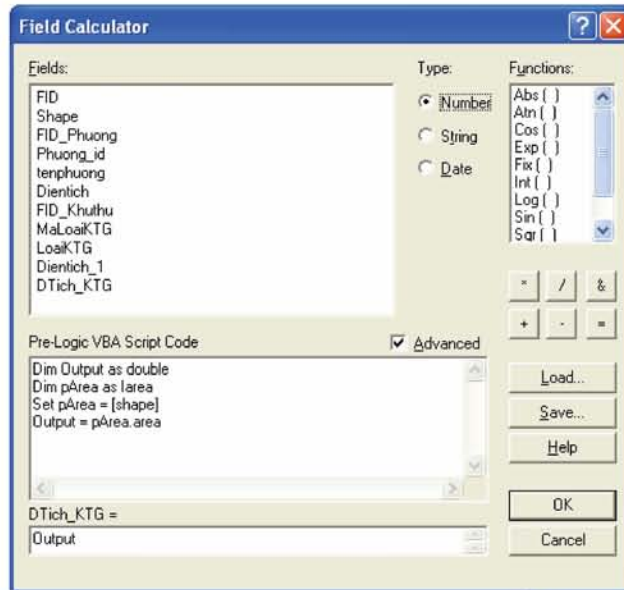 Field Calculator
Fields:
FID
Shape
FID_Phuong
Phuong_id
tenphuong
Dientich
FID_Khuthu
MaLoaiKTG
LoaiKTG
Dientich_1
DTich_KTG
Type:
Number
String
Date
Functions:
Abs ( )
Atn ( )
Cos ( )
Exp ( )
Fix ( )
Int ( )
Log ( )
Sin ( )
Sqr ( )
* / &
+ - =
Pre-Logic VBA Script Code
Advanced
Dim Output as double
Dim pArea as Iarea
Set pArea = [shape]
Output = pArea.area
Load...
Save...
Help
DTich_KTG =
Output
OK
Cancel